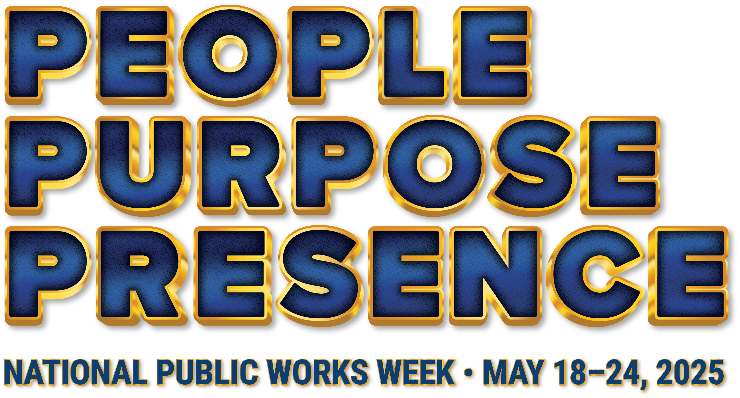 PEOPLE
PURPOSE
PRESENCE
NATIONAL PUBLIC WORKS WEEK • MAY 18–24, 2025